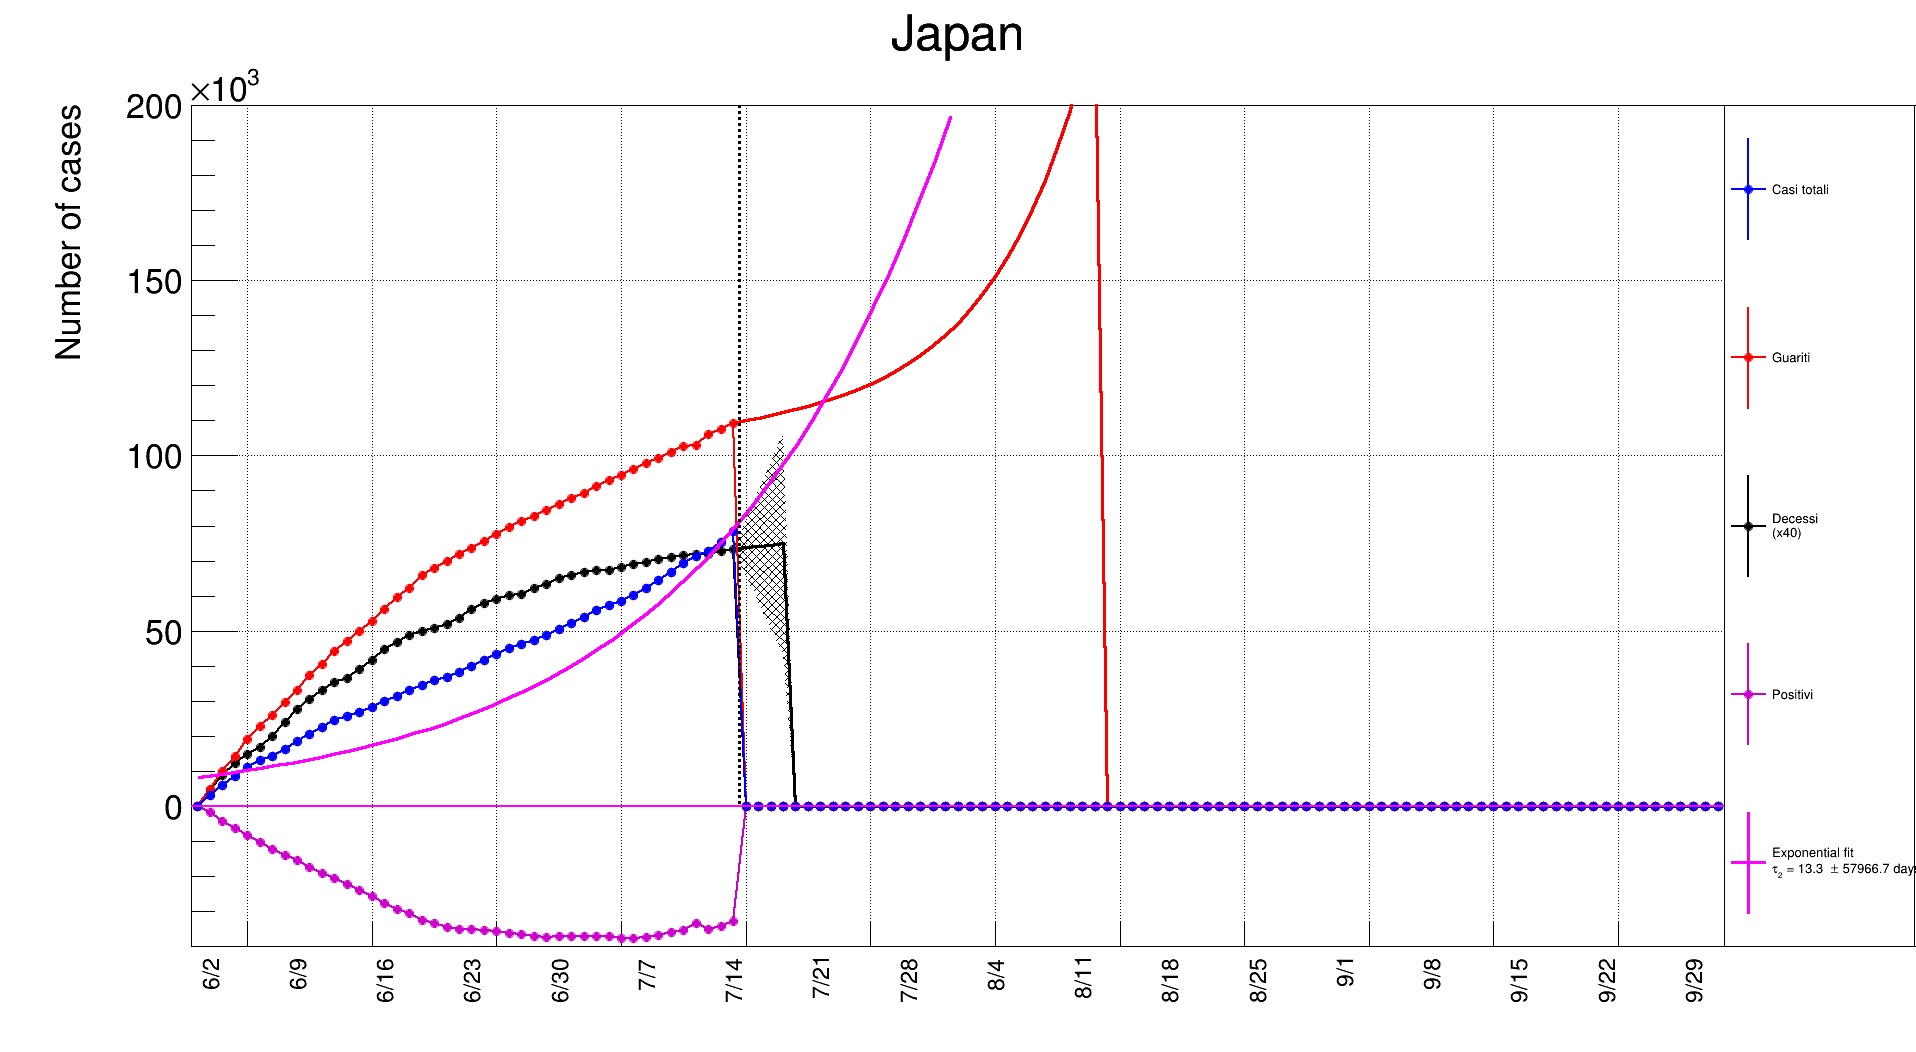 Japan
×10³
Number of cases
200
150
100
50
0
6/2
6/9
6/16
6/23
6/30
7/7
7/14
7/21
7/28
8/4
8/11
8/18
8/25
9/1
9/8
9/15
9/22
9/29
Casi totali
Guariti
Decessi
(x40)
Positivi
Exponential fit
τ₂ = 13.3 ± 57966.7 days